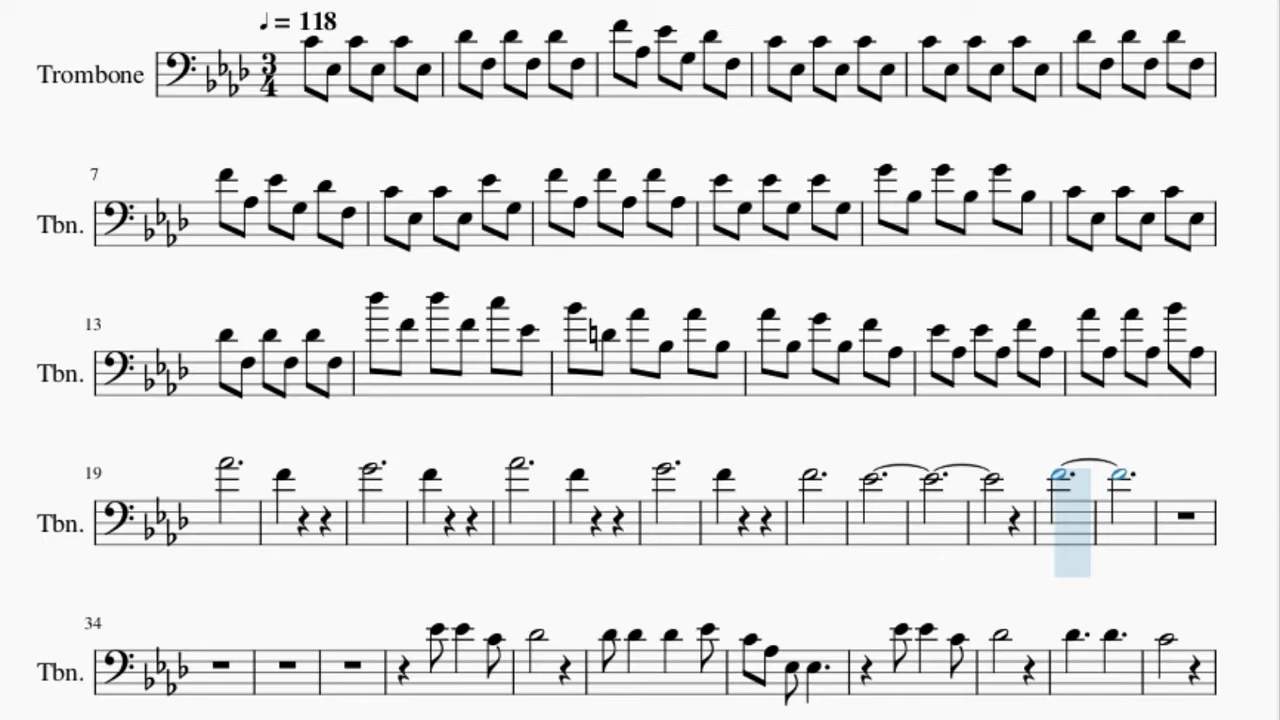 ♩ = 118
Trombone
3
4
7
Tbn.
13
Tbn.
19
Tbn.
34
Tbn.